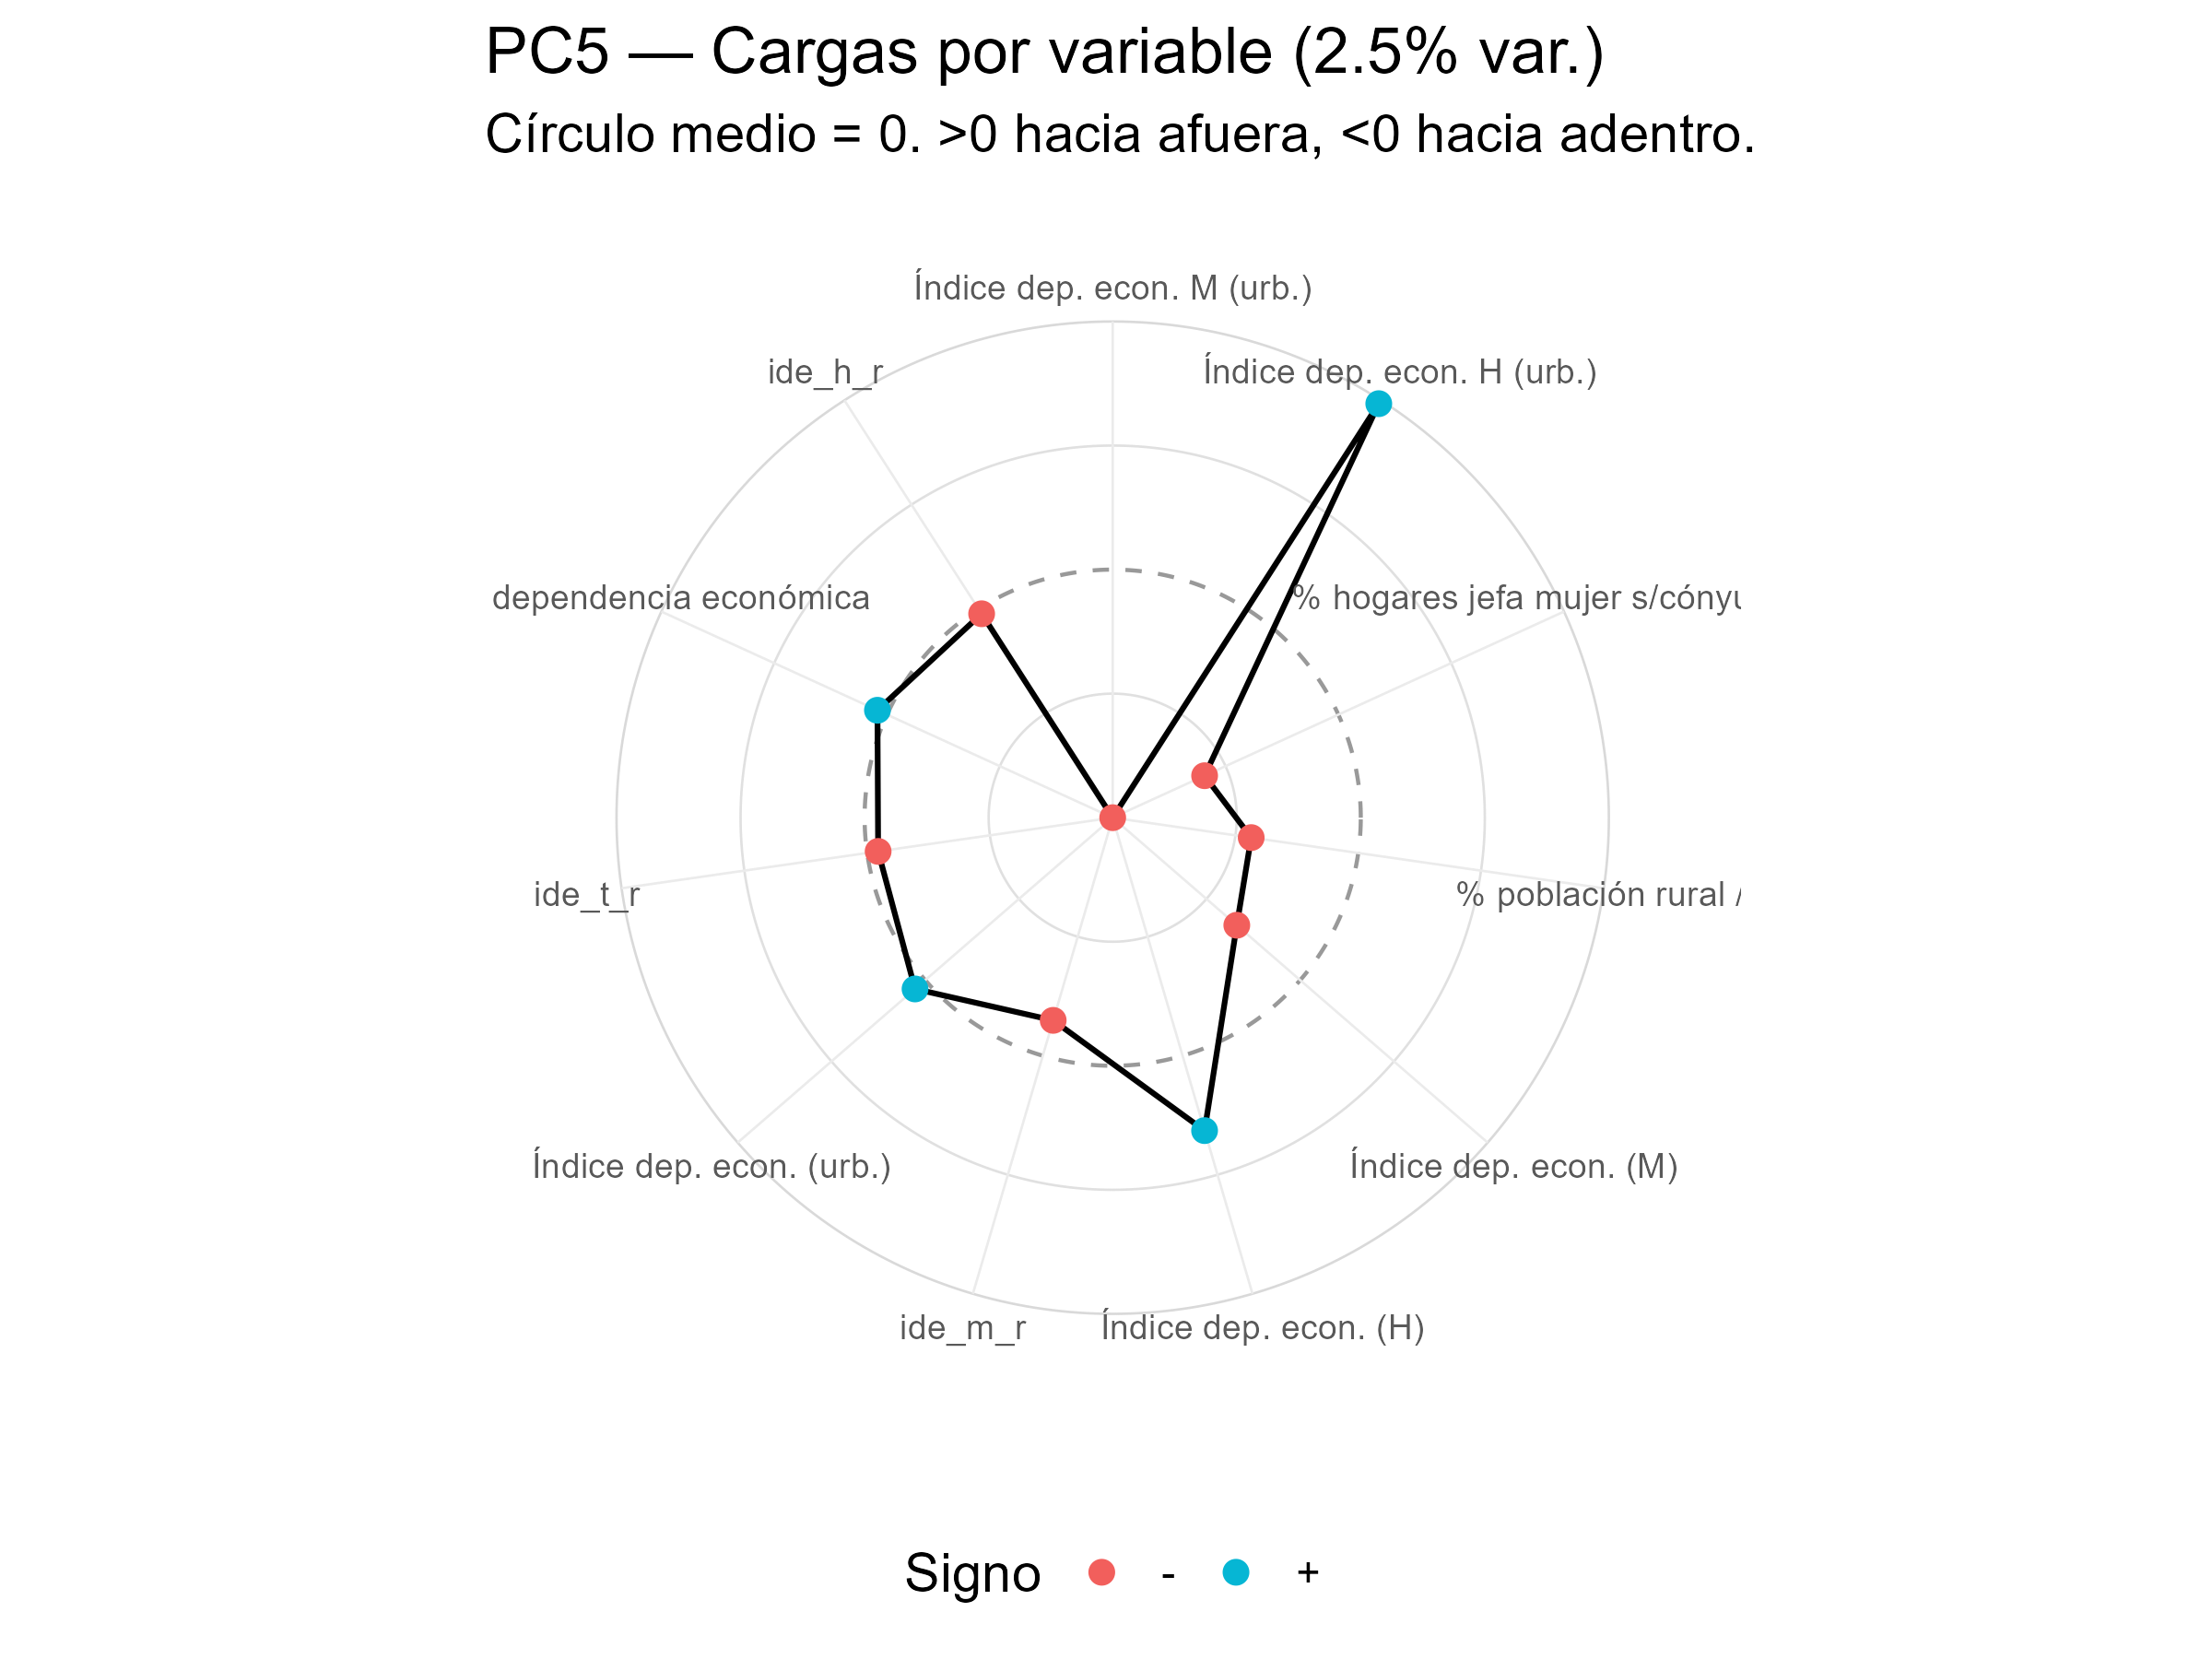 PC5 — Cargas por variable (2.5% var.)
Círculo medio = 0. >0 hacia afuera, <0 hacia adentro.
Índice dep. econ. M (urb.)
ide_h_r
Índice dep. econ. H (urb.)
dependencia económica
% hogares jefa mujer s/cónyu
ide_t_r
% población rural /
Índice dep. econ. (urb.)
Índice dep. econ. (M)
ide_m_r
Índice dep. econ. (H)
Signo - +